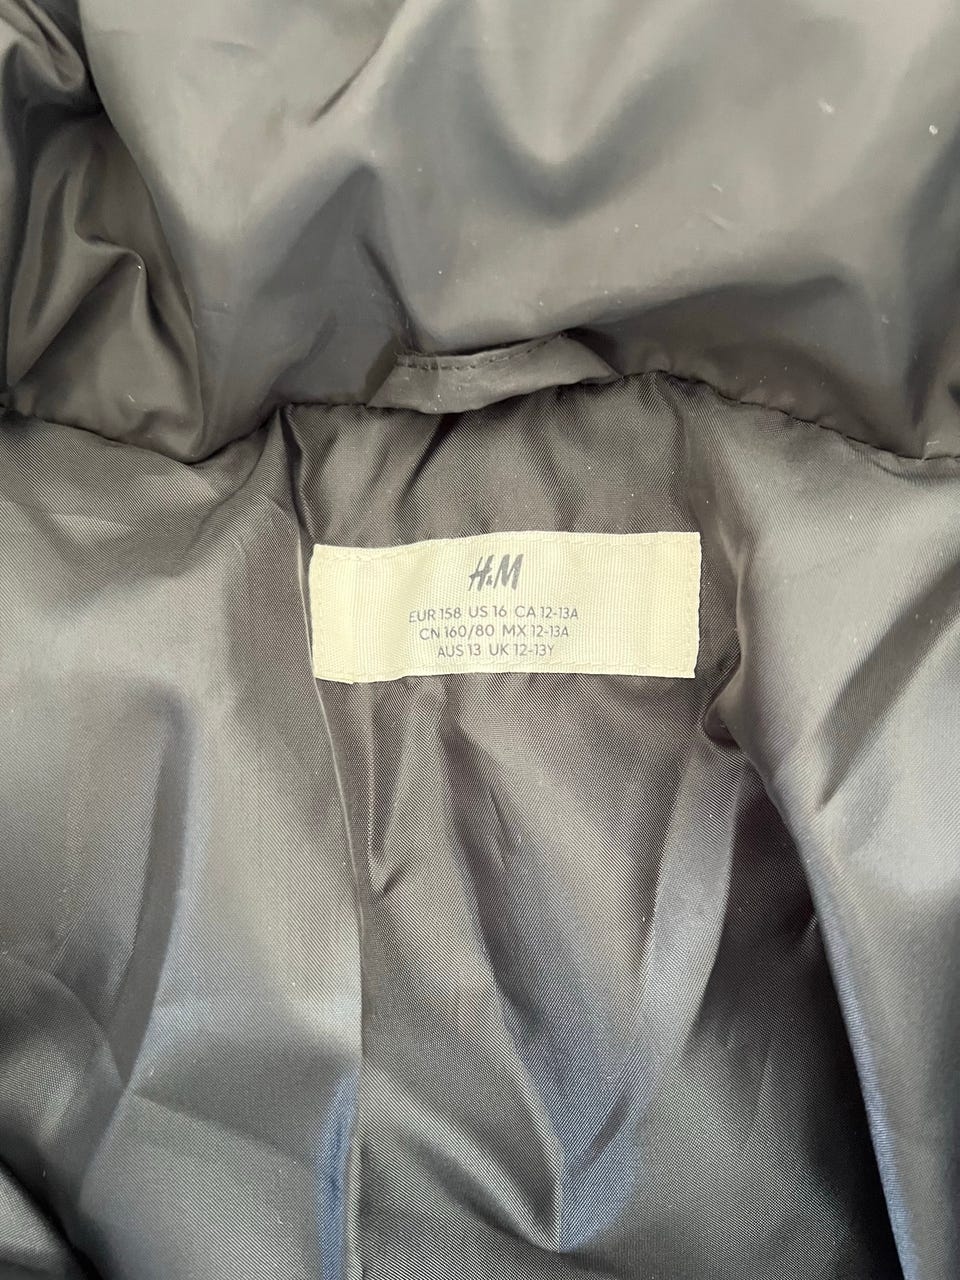 H&M
EUR 158 US 16 CA 12-13A
CN 160/80 MX 12-13A
AUS 13 UK 12-13Y